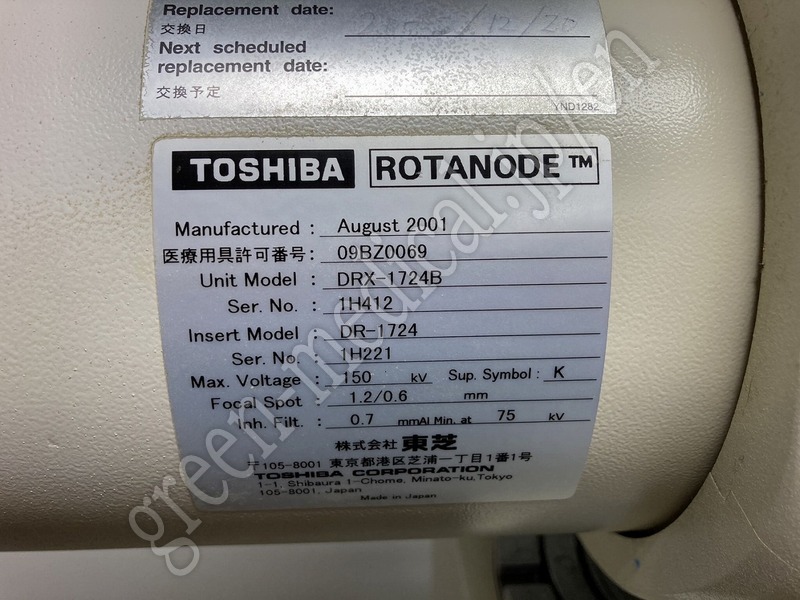 Replacement date:
交換日
Next scheduled
replacement date:
交換予定
YND1282
TOSHIBA ROTANODE™
Manufactured : August 2001
医療用具許可番号: 09BZ0069
Unit Model : DRX-1724B
Ser. No. : 1H412
Insert Model : DR-1724
Ser. No. : 1H221
Max. Voltage : 150 kV Sup. Symbol : K
Focal Spot : 1.2/0.6 mm
Inh. Filt. : 0.7 mmAl Min. at 75 kV
株式会社 東芝
〒105-8001 東京都港区芝浦一丁目1番1号
TOSHIBA CORPORATION
1-1, Shibaura 1-Chome, Minato-ku, Tokyo
105-8001, Japan
Made in Japan
green-medical.jp/en